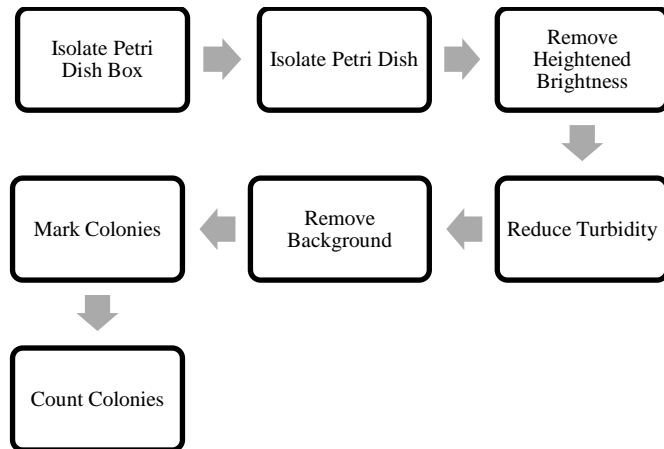 Isolate Petri
Dish Box
Isolate Petri Dish
Remove
Heightened
Brightness
Reduce Turbidity
Remove
Background
Mark Colonies
Count Colonies